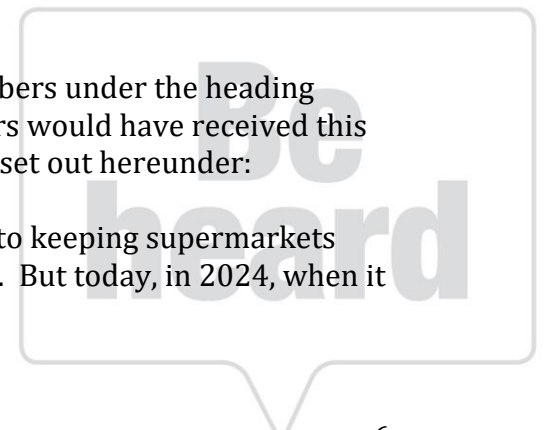 bers under the heading
rs would have received this
set out hereunder:
to keeping supermarkets
. But today, in 2024, when it
Be
heard